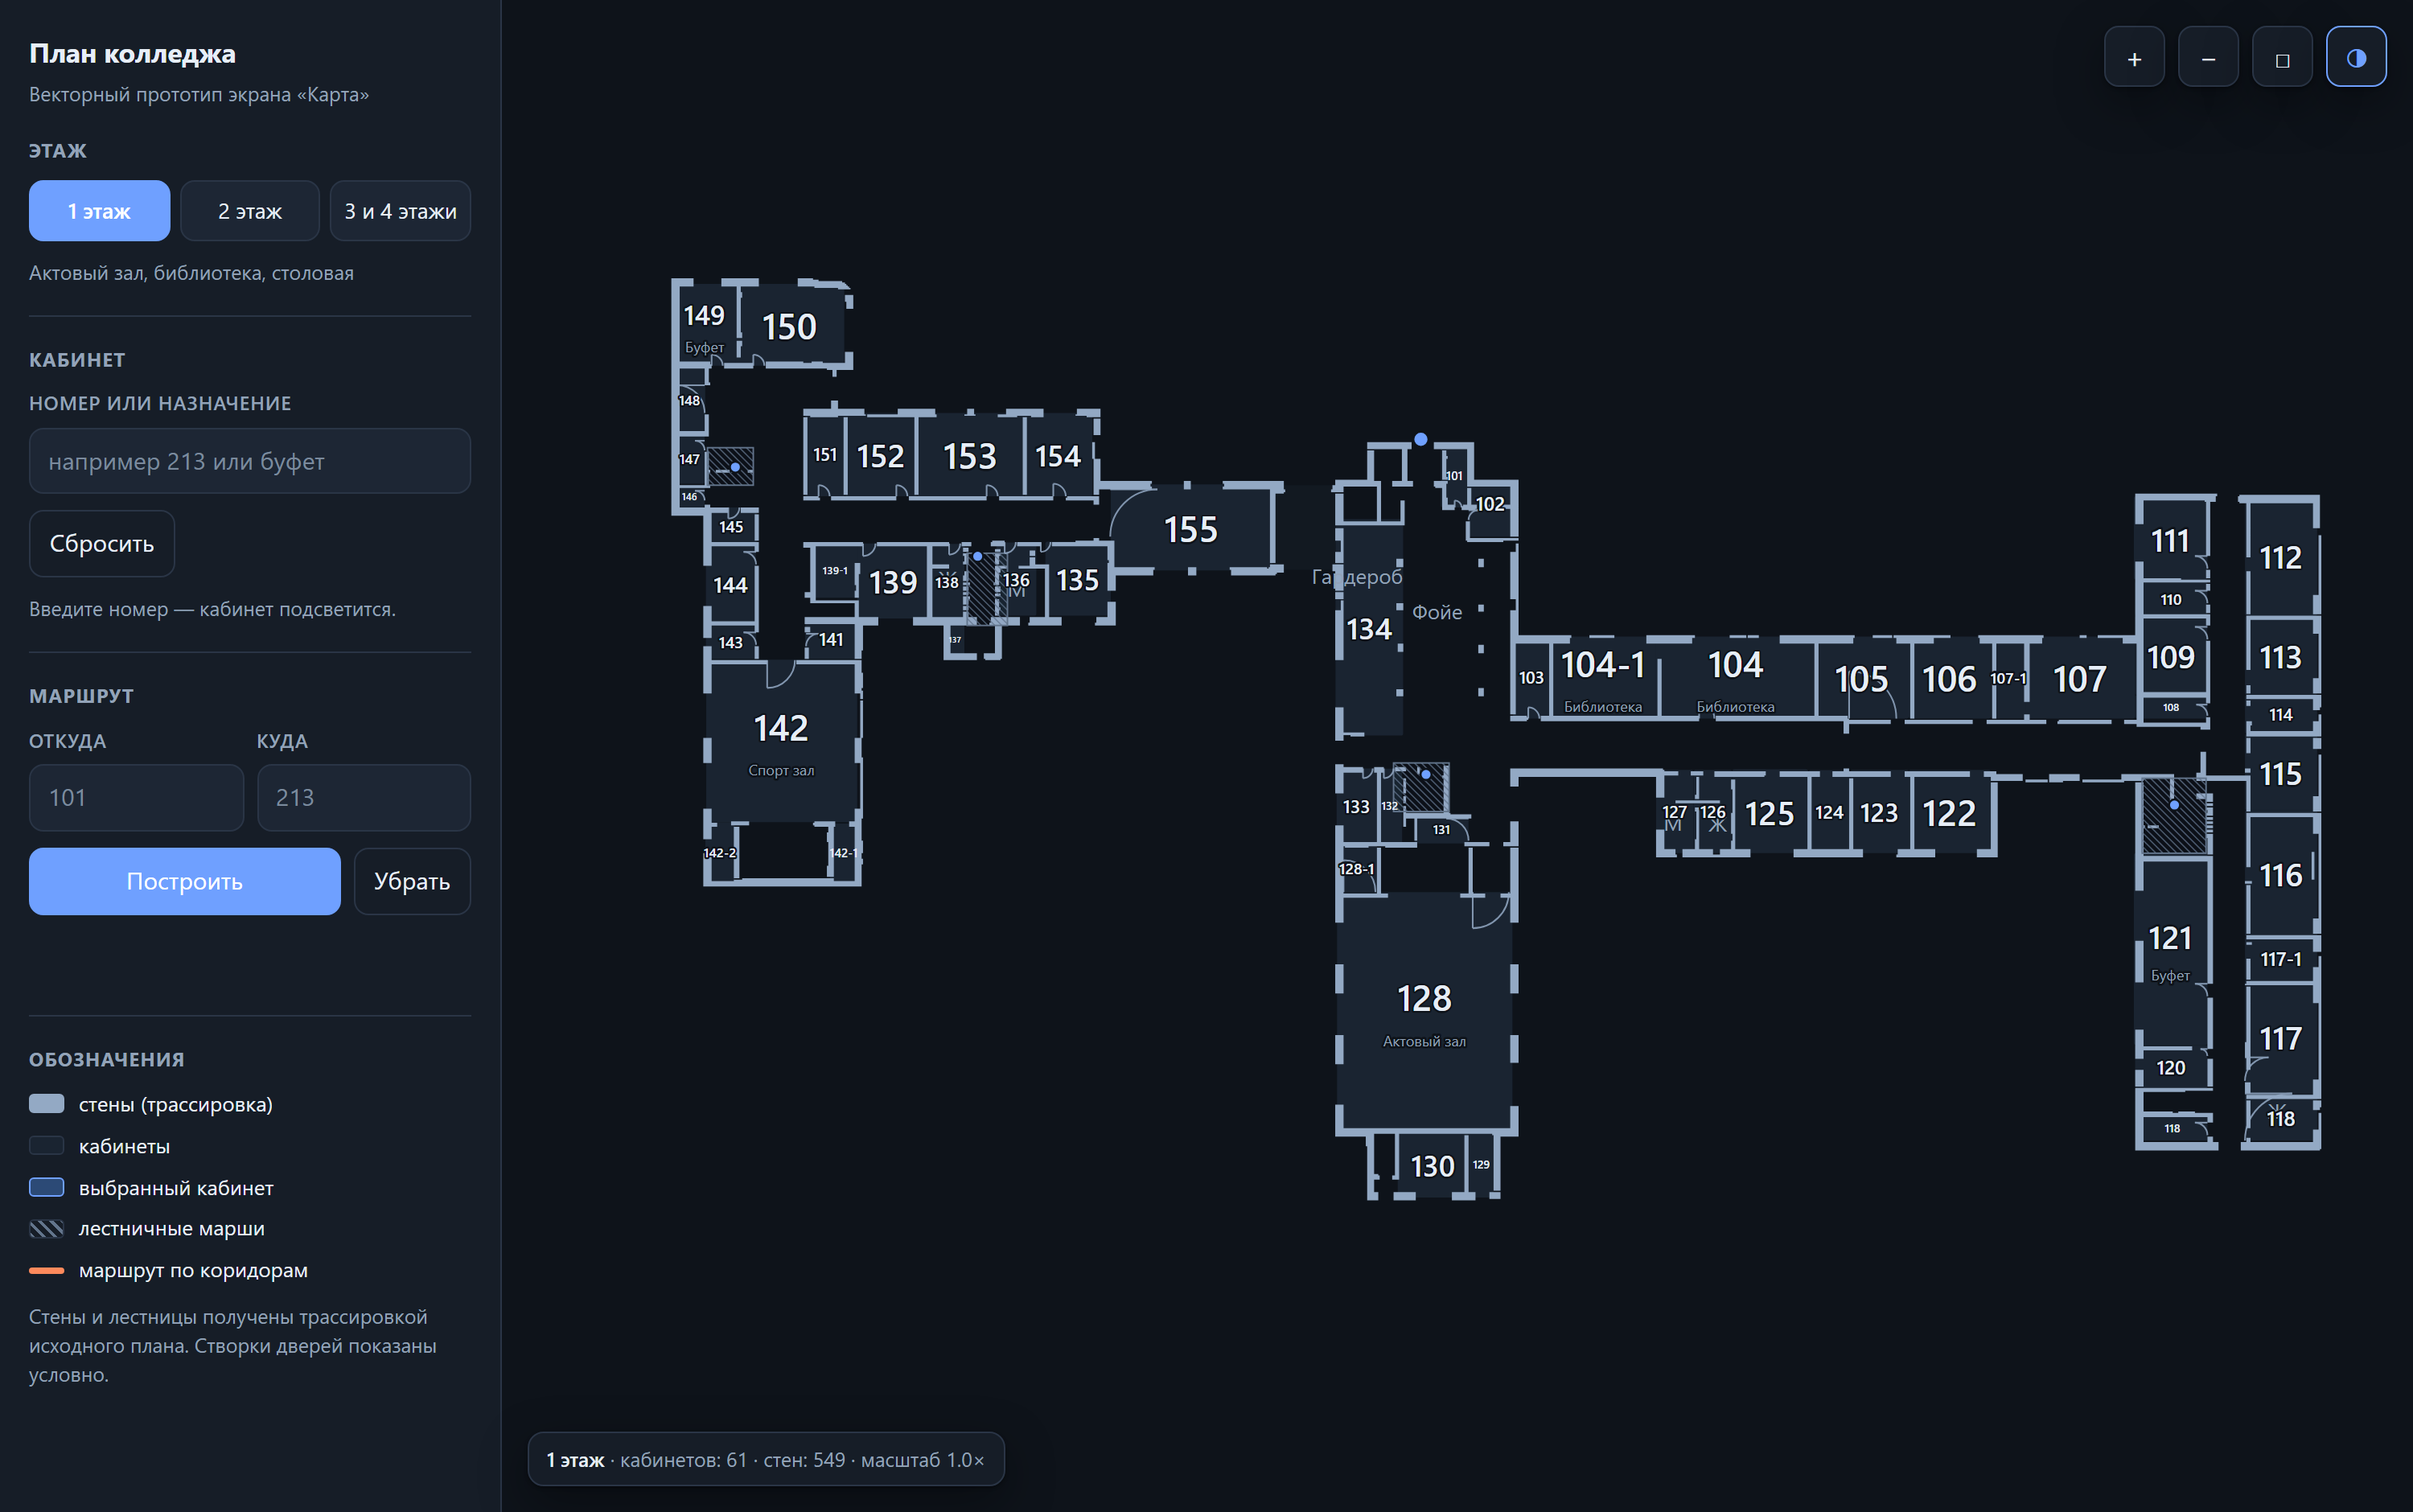 План колледжа
Векторный прототип экрана «Карта»
ЭТАЖ
1 этаж
2 этаж
3 и 4 этажи
Актовый зал, библиотека, столовая
КАБИНЕТ
НОМЕР ИЛИ НАЗНАЧЕНИЕ
например 213 или буфет
Сбросить
Введите номер — кабинет подсветится.
МАРШРУТ
ОТКУДА
КУДА
101
213
Построить
Убрать
ОБОЗНАЧЕНИЯ
стены (трассировка)
кабинеты
выбранный кабинет
лестничные марши
маршрут по коридорам
Стены и лестницы получены трассировкой
исходного плана. Створки дверей показаны
условно.
+
−
149
Буфет
150
148
147
146
145
144
143
151
152
153
154
155
139-1
139
Ж
138
136
М
135
137
141
142
Спорт зал
142-2
142-1
101
102
Гардероб
Фойе
134
103
104-1
Библиотека
104
Библиотека
105
106
107-1
107
111
110
109
108
112
113
114
115
116
117-1
117
Ж
118
133
132
131
128-1
127
М
126
Ж
125
124
123
122
121
Буфет
120
118
128
Актовый зал
130
129
1 этаж · кабинетов: 61 · стен: 549 · масштаб 1.0×